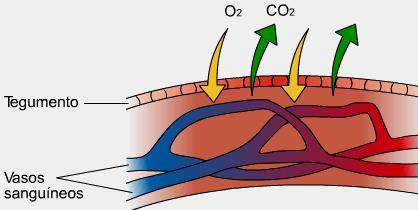 O2 CO2
Tegumento
Vasos
sanguíneos